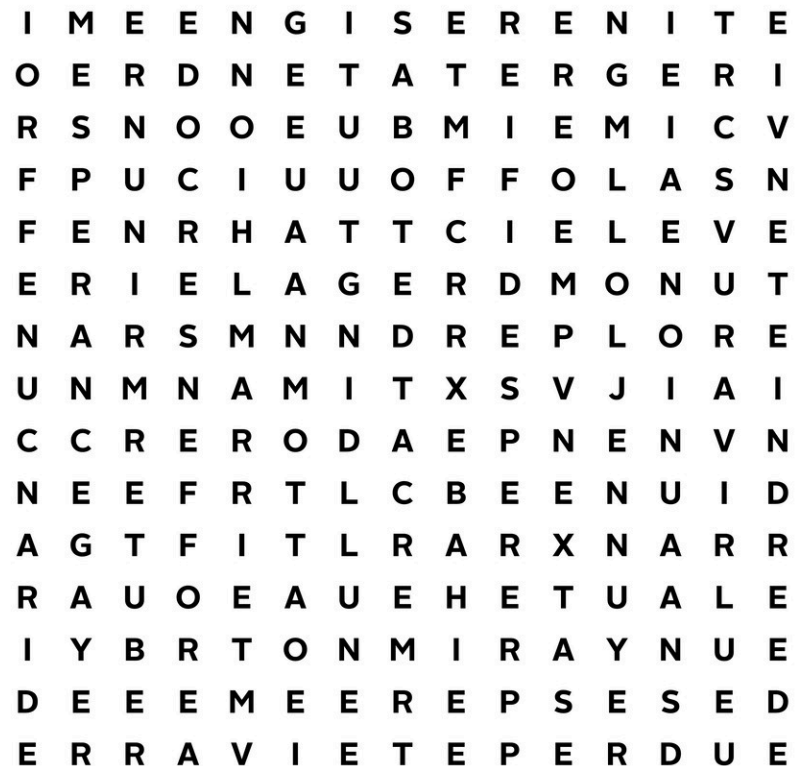 I M E E N G I S E R E N I T E
O E R D N E T A T E R G E R I
R S N O O E U B M I E M I C V
F P U C I U U O F F O L A S N
F E N R H A T T C I E L E V E
E R I E L A G E R D M O N U T
N A R S M N N D R E P L O R E
U N M N A M I T X S V J I A I
C C R E R O D A E P N E N V N
N E E F R T L C B E E N U I D
A G T F I T L R A R X N A R R
R A U O E A U E H E T U A L E
I Y B R T O N M I R A Y N U E
D E E E M E E R E P S E S E D
E R R A V I E T E P E R D U E